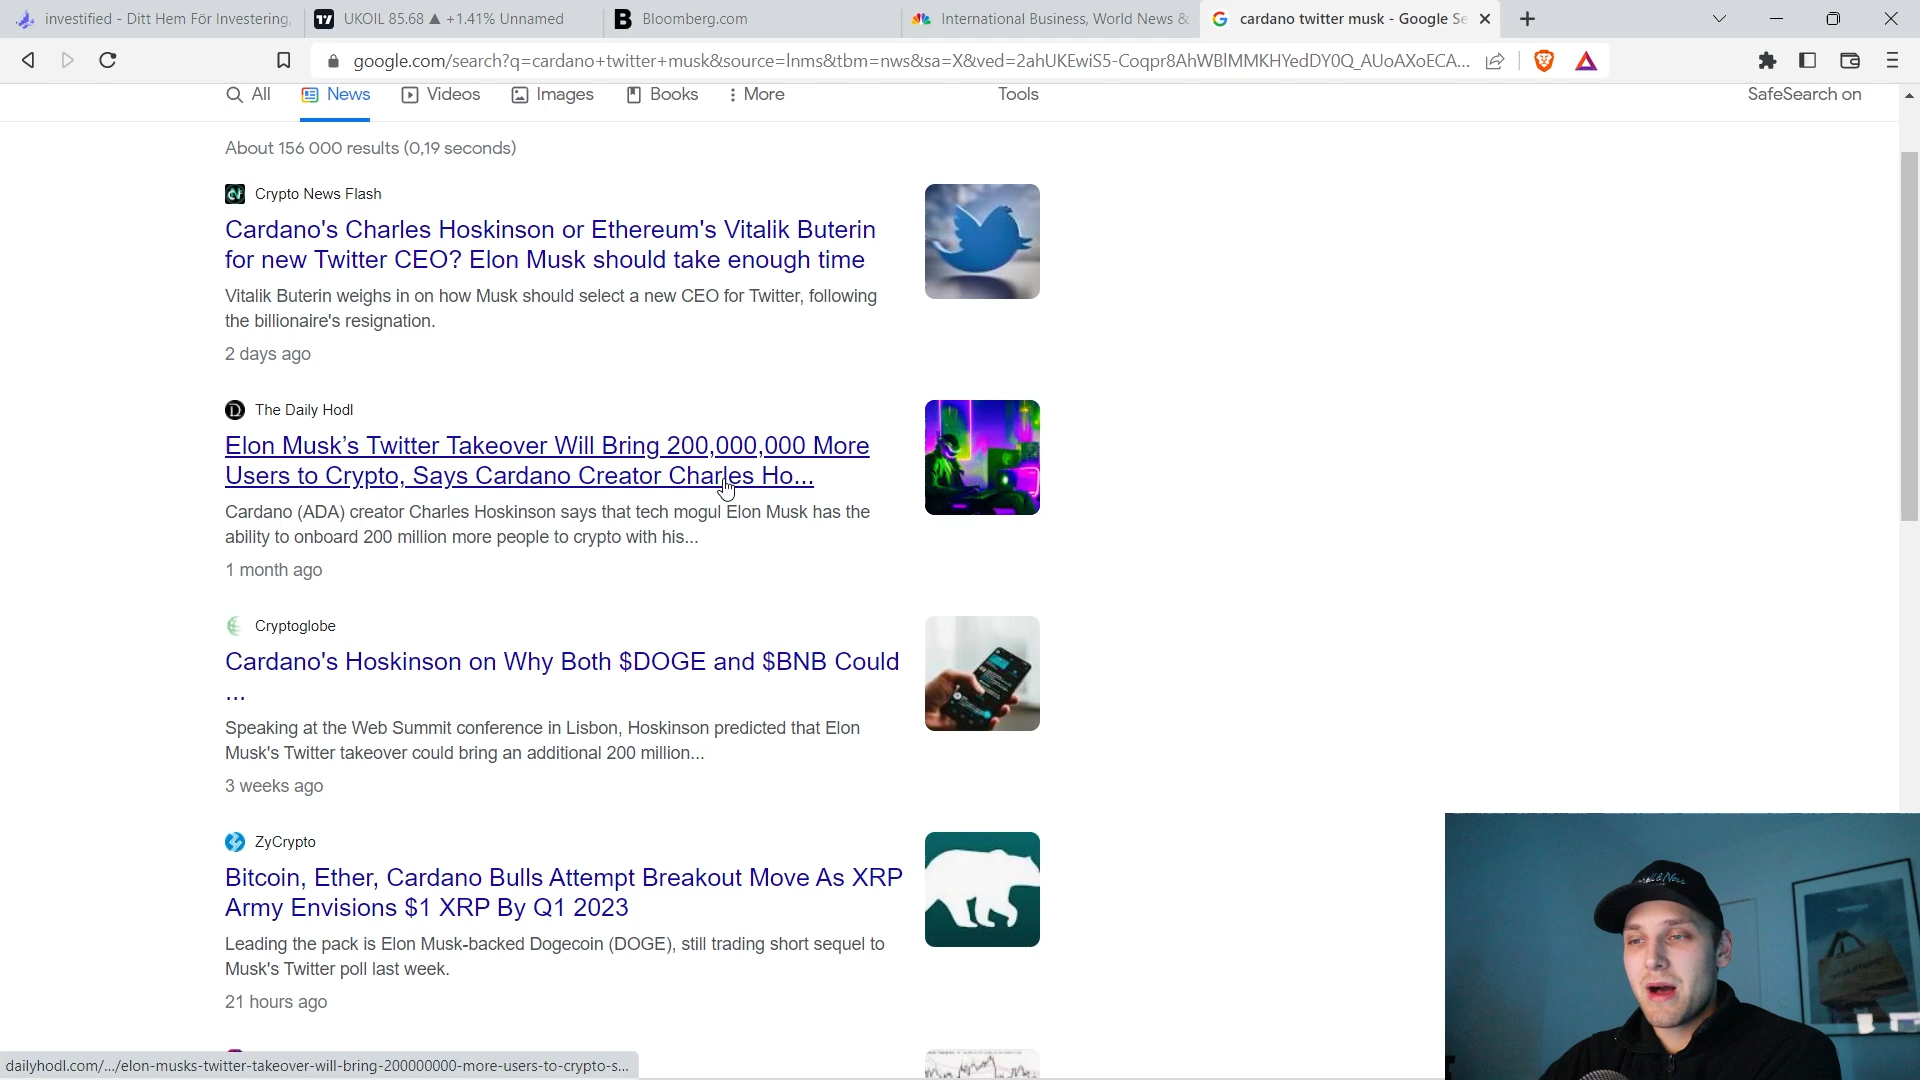 investified - Ditt Hem För Investering,
UKOIL 85.68 ▲ +1.41% Unnamed
Bloomberg.com
International Business, World News &
cardano twitter musk - Google Se
google.com/search?q=cardano+twitter+musk&source=lnms&tbm=nws&sa=X&ved=2ahUKEwiS5-Coqpr8AhWBlMMKHYedDY0Q_AUoAXoECA...
All
News
Videos
Images
Books
More
Tools
SafeSearch on
About 156 000 results (0,19 seconds)
Crypto News Flash
Cardano's Charles Hoskinson or Ethereum's Vitalik Buterin
for new Twitter CEO? Elon Musk should take enough time
Vitalik Buterin weighs in on how Musk should select a new CEO for Twitter, following
the billionaire's resignation.
2 days ago
The Daily Hodl
Elon Musk’s Twitter Takeover Will Bring 200,000,000 More
Users to Crypto, Says Cardano Creator Charles Ho...
Cardano (ADA) creator Charles Hoskinson says that tech mogul Elon Musk has the
ability to onboard 200 million more people to crypto with his...
1 month ago
Cryptoglobe
Cardano's Hoskinson on Why Both $DOGE and $BNB Could
...
Speaking at the Web Summit conference in Lisbon, Hoskinson predicted that Elon
Musk's Twitter takeover could bring an additional 200 million...
3 weeks ago
ZyCrypto
Bitcoin, Ether, Cardano Bulls Attempt Breakout Move As XRP
Army Envisions $1 XRP By Q1 2023
Leading the pack is Elon Musk-backed Dogecoin (DOGE), still trading short sequel to
Musk's Twitter poll last week.
21 hours ago
dailyhodl.com/.../elon-musks-twitter-takeover-will-bring-200000000-more-users-to-crypto-s...